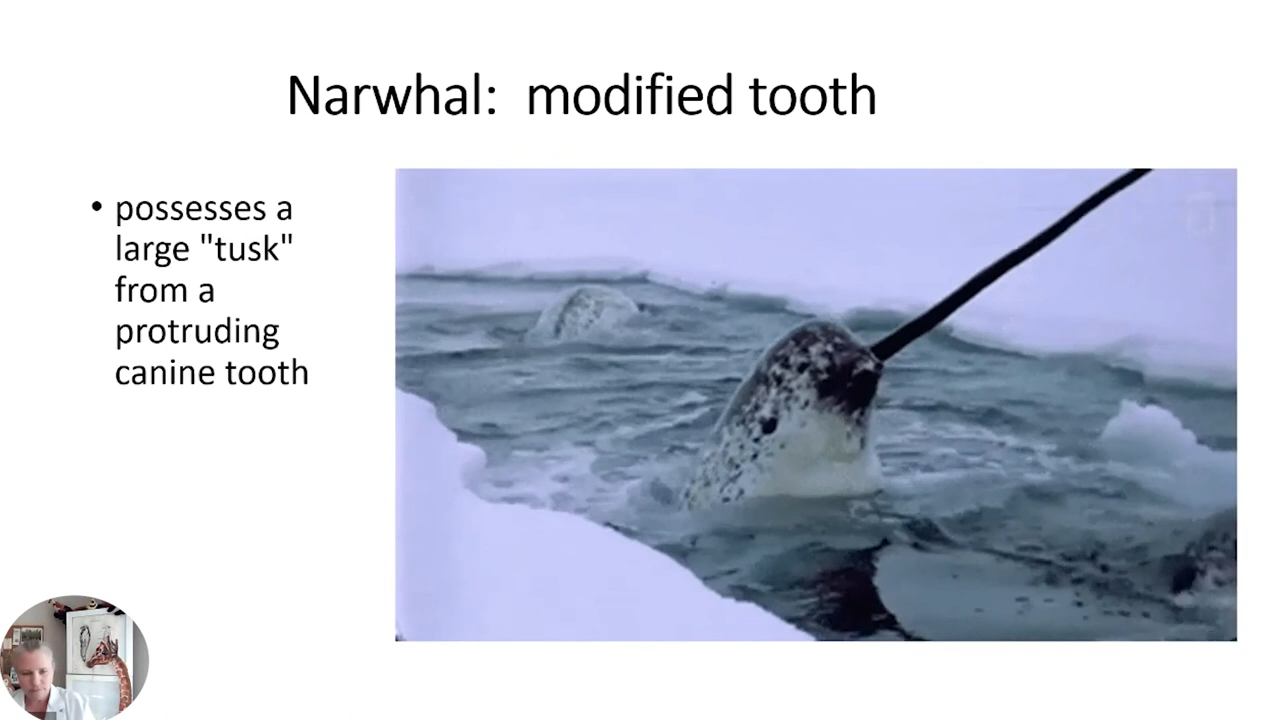 Narwhal: modified tooth
• possesses a
large "tusk"
from a
protruding
canine tooth